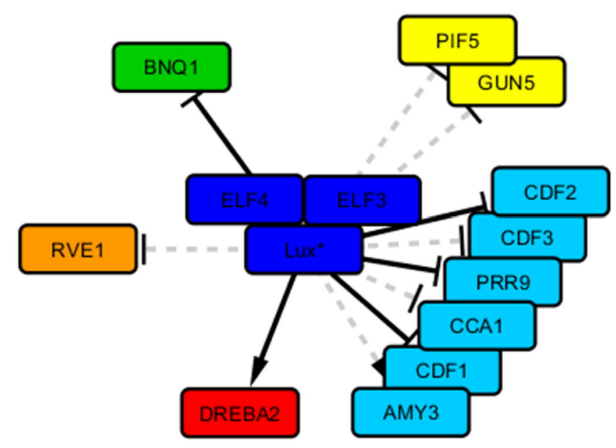 PIF5
BNQ1
GUN5
ELF4
ELF3
CDF2
CDF3
RVE1
Lux*
PRR9
CCA1
CDF1
DREBA2
AMY3